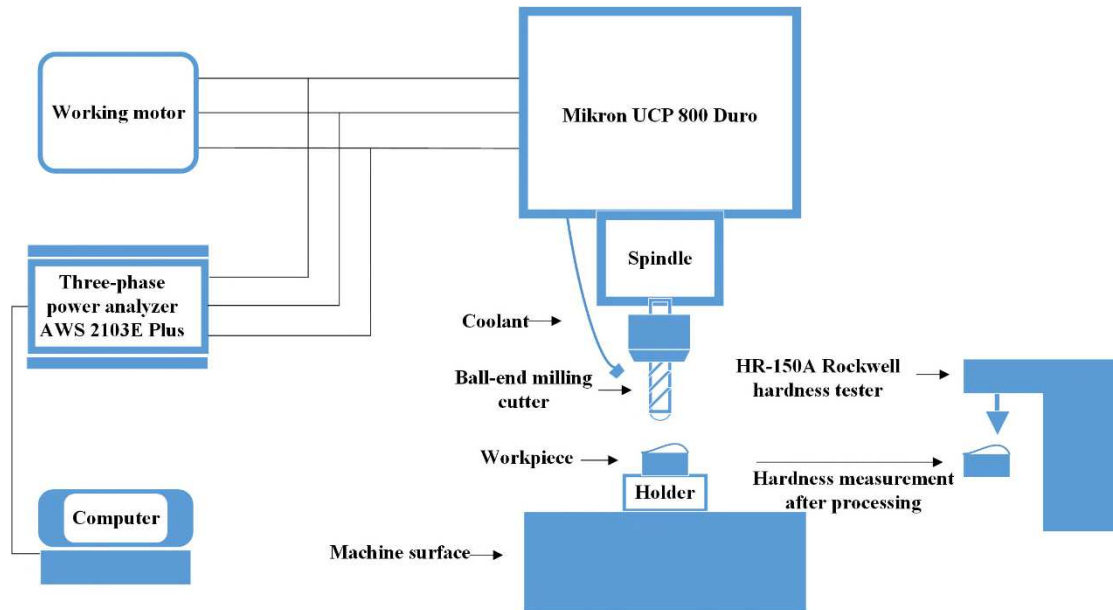 Working motor
Mikron UCP 800 Duro
Three-phase
power analyzer
AWS 2103E Plus
Spindle
Coolant
Ball-end milling
cutter
HR-150A Rockwell
hardness tester
Workpiece
Holder
Hardness measurement
after processing
Computer
Machine surface